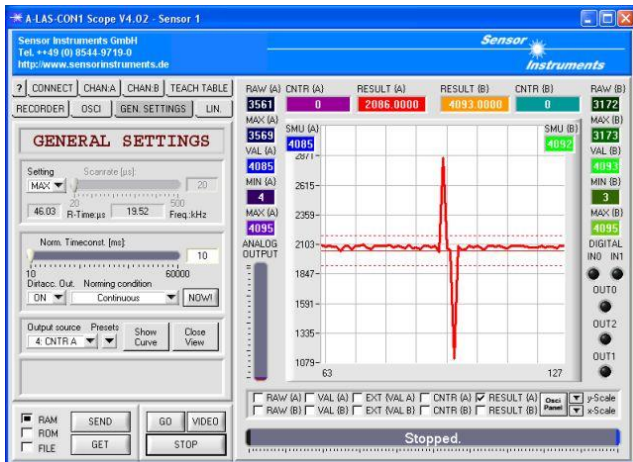 A-LAS-CON1 Scope V4.02 - Sensor 1
Sensor Instruments GmbH
Tel. ++49 (0) 8544-9719-0
http://www.sensorinstruments.de
Sensor
Instruments
? CONNECT CHAN:A CHAN:B TEACH TABLE
RECORDER OSCI GEN. SETTINGS LIN.
GENERAL SETTINGS
Setting Scanrate [µs]:
MAX 20
20 500
46.03 R-Time:µs 19.52 Freq.:kHz
Norm. Timeconst. [ms]:
10
10 60000
Dirtacc. Out. Norming condition
ON Continuous NOW!
Output source Presets
4: CNTR A
Show Curve
Close View
RAM SEND GO VIDEO
ROM
FILE GET STOP
RAW (A) CNTR (A) RESULT (A) RESULT (B) CNTR (B) RAW (B)
3561 0 2086.0000 4093.0000 0 3172
MAX (A) MAX (B)
3569 SMU (A) SMU (B) 3173
VAL (A) 4085 4092 VAL (B)
4085 4093
MIN (A) MIN (B)
4 3
MAX (A) MAX (B)
4095 4095
ANALOG OUTPUT
DIGITAL
IN0 IN1
OUT0
OUT2
OUT1
2871
2615
2359
2103
1847
1591
1335
1079
63 127
RAW (A) VAL (A) EXT (VAL A) CNTR (A) RESULT (A) Osci Panel y-Scale
RAW (B) VAL (B) EXT (VAL B) CNTR (B) RESULT (B) x-Scale
Stopped.